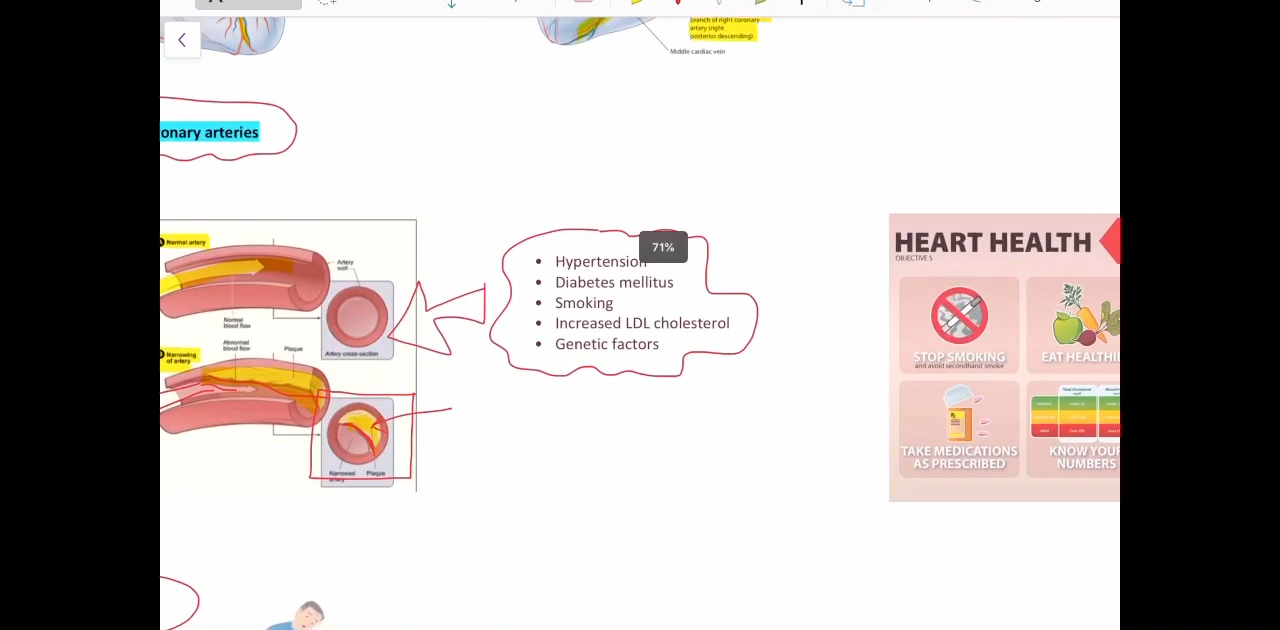 branch of right coronary
artery (right
posterior descending)
Middle cardiac vein
onary arteries
Normal artery
Artery
wall
Normal
blood flow
Artery cross-section
Abnormal
blood flow
Plaque
Narrowing
of artery
Narrowed
artery
Plaque
71%
• Hypertension
• Diabetes mellitus
• Smoking
• Increased LDL cholesterol
• Genetic factors
HEART HEALTH
OBJECTIVE 5
STOP SMOKING
and avoid secondhand smoke
EAT HEALTHI
TAKE MEDICATIONS
AS PRESCRIBED
KNOW YOUR
NUMBERS